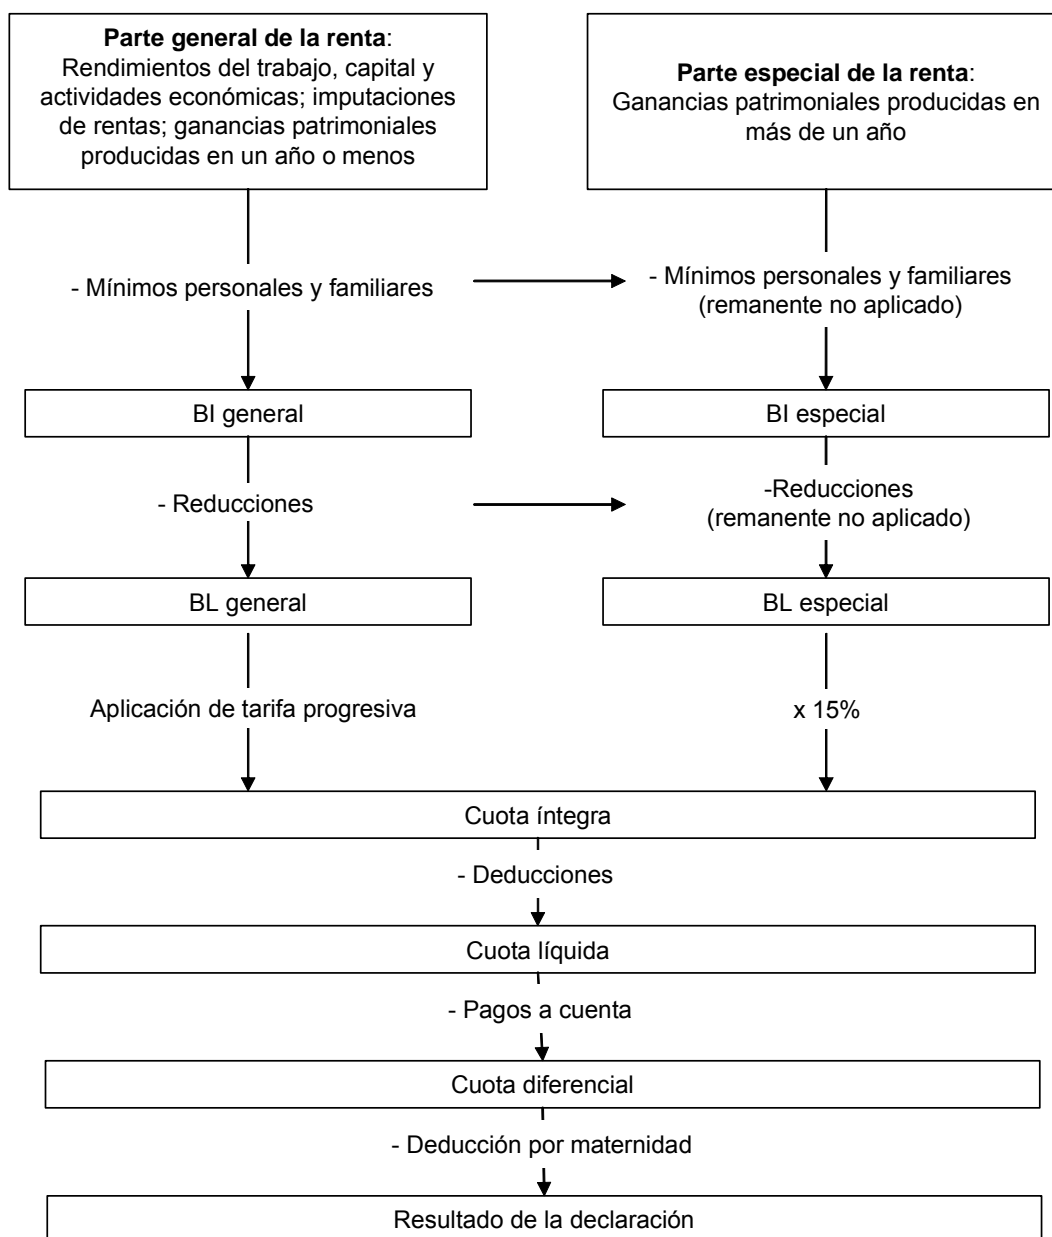 Parte general de la renta:
Rendimientos del trabajo, capital y
actividades económicas; imputaciones
de rentas; ganancias patrimoniales
producidas en un año o menos
Parte especial de la renta:
Ganancias patrimoniales producidas en
más de un año
- Mínimos personales y familiares
- Mínimos personales y familiares
(remanente no aplicado)
BI general
BI especial
- Reducciones
-Reducciones
(remanente no aplicado)
BL general
BL especial
Aplicación de tarifa progresiva
x 15%
Cuota íntegra
- Deducciones
Cuota líquida
- Pagos a cuenta
Cuota diferencial
- Deducción por maternidad
Resultado de la declaración